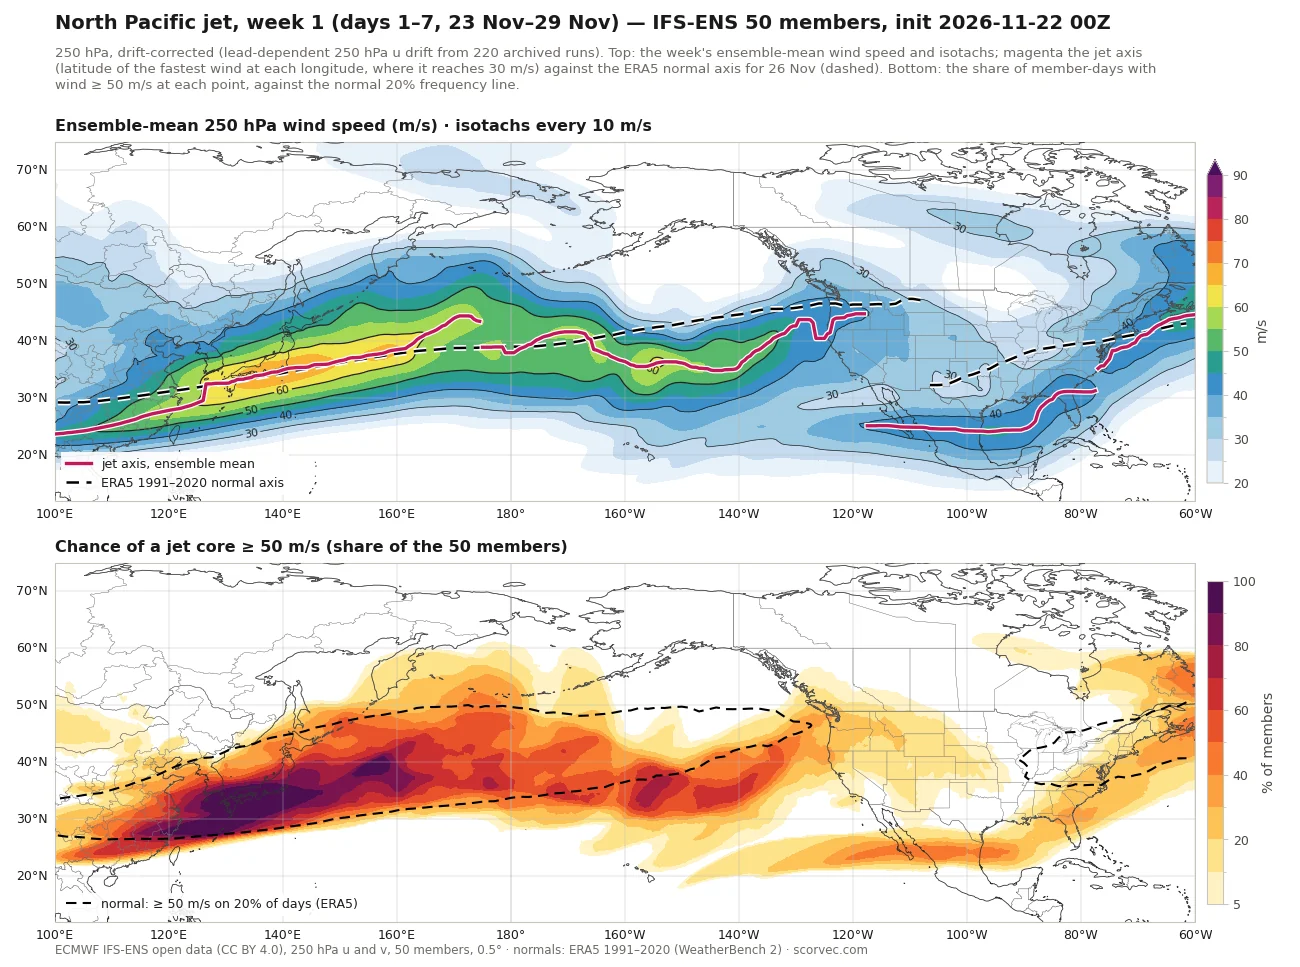 North Pacific jet, week 1 (days 1–7, 23 Nov–29 Nov) — IFS-ENS 50 members, init 2026-11-22 00Z
250 hPa, drift-corrected (lead-dependent 250 hPa u drift from 220 archived runs). Top: the week's ensemble-mean wind speed and isotachs; magenta the jet axis
(latitude of the fastest wind at each longitude, where it reaches 30 m/s) against the ERA5 normal axis for 26 Nov (dashed). Bottom: the share of member-days with
wind ≥ 50 m/s at each point, against the normal 20% frequency line.
Ensemble-mean 250 hPa wind speed (m/s) · isotachs every 10 m/s
70°N
60°N
50°N
40°N
30°N
20°N
30
30
30
40
30
50
30
60
50
40
30
40
30
jet axis, ensemble mean
ERA5 1991–2020 normal axis
100°E 120°E 140°E 160°E 180° 160°W 140°W 120°W 100°W 80°W 60°W
90
80
70
60
50
40
30
20
m/s
Chance of a jet core ≥ 50 m/s (share of the 50 members)
70°N
60°N
50°N
40°N
30°N
20°N
normal: ≥ 50 m/s on 20% of days (ERA5)
100°E 120°E 140°E 160°E 180° 160°W 140°W 120°W 100°W 80°W 60°W
100
80
60
40
20
5
% of members
ECMWF IFS-ENS open data (CC BY 4.0), 250 hPa u and v, 50 members, 0.5° · normals: ERA5 1991–2020 (WeatherBench 2) · scorvec.com